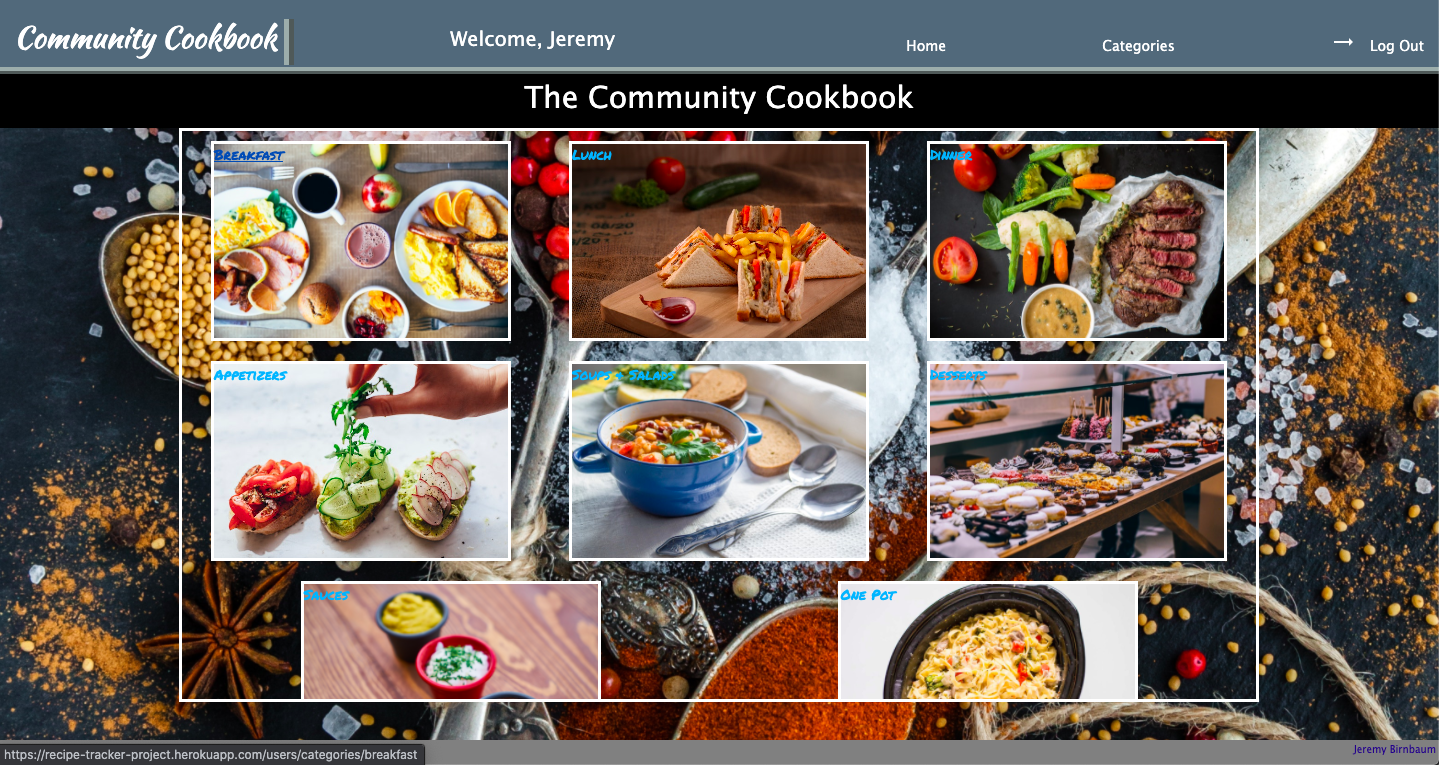 Community Cookbook
Welcome, Jeremy
Home
Categories
Log Out
The Community Cookbook
Breakfast
Lunch
Dinner
Appetizers
Soups & Salads
Desserts
Sauces
One Pot
https://recipe-tracker-project.herokuapp.com/users/categories/breakfast
Jeremy Birnbaum